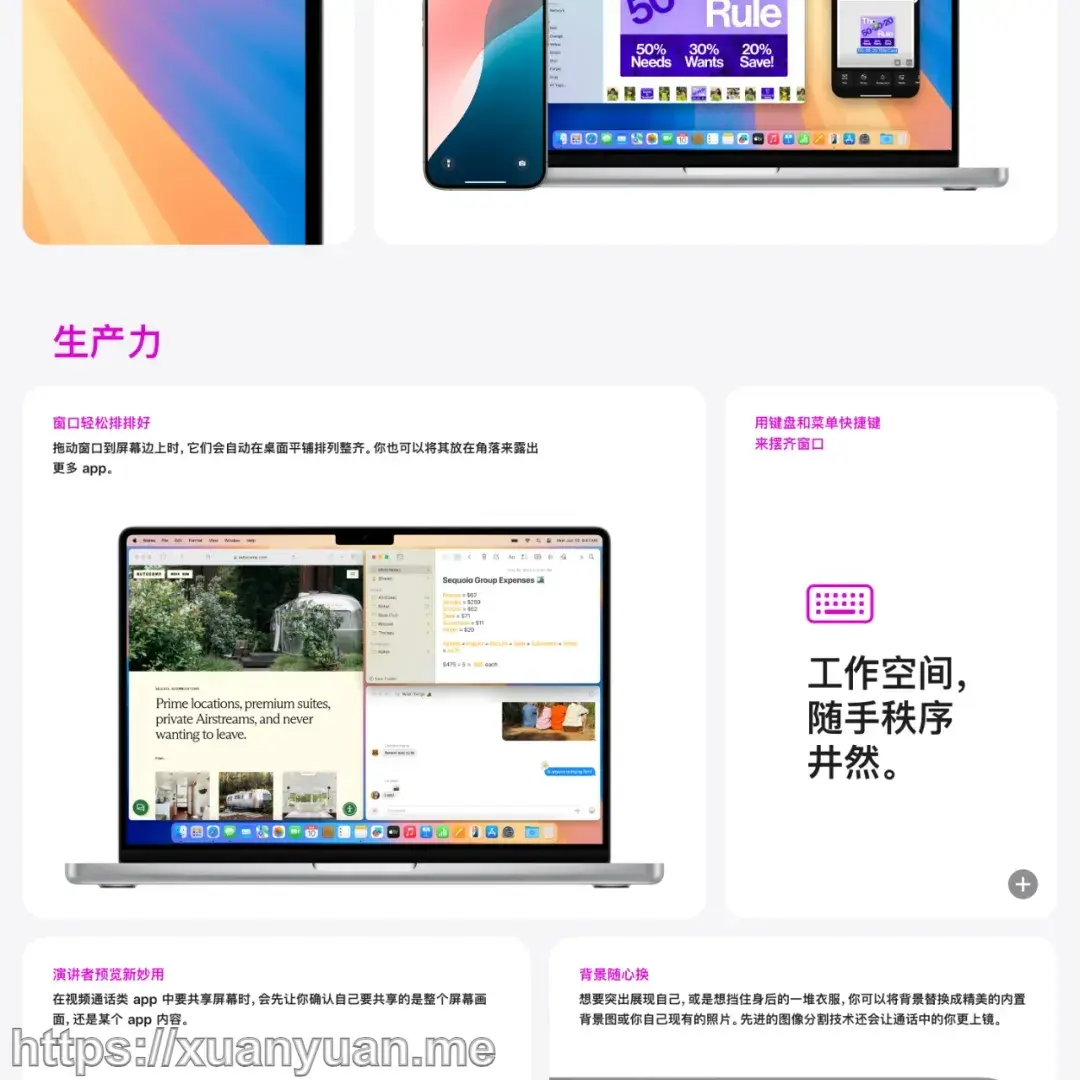 50
Rule
50% 30% 20%
Needs Wants Save!
生产力
窗口轻松排排好
拖动窗口到屏幕边上时，它们会自动在桌面平铺排列整齐。你也可以将其放在角落来露出
更多 app。
用键盘和菜单快捷键
来摆齐窗口
Sequoia Group Expenses
Prime locations, premium suites,
private Airstreams, and never
wanting to leave.
工作空间，
随手秩序
井然。
演讲者预览新妙用
在视频通话类 app 中要共享屏幕时，会先让你确认自己要共享的是整个屏幕画
面，还是某个 app 内容。
背景随心换
想要突出展现自己，或是想挡住身后的一堆衣服，你可以将背景替换成精美的内置
背景图或你自己现有的照片。先进的图像分割技术还会让通话中的你更上镜。
https://xuanyuan.me